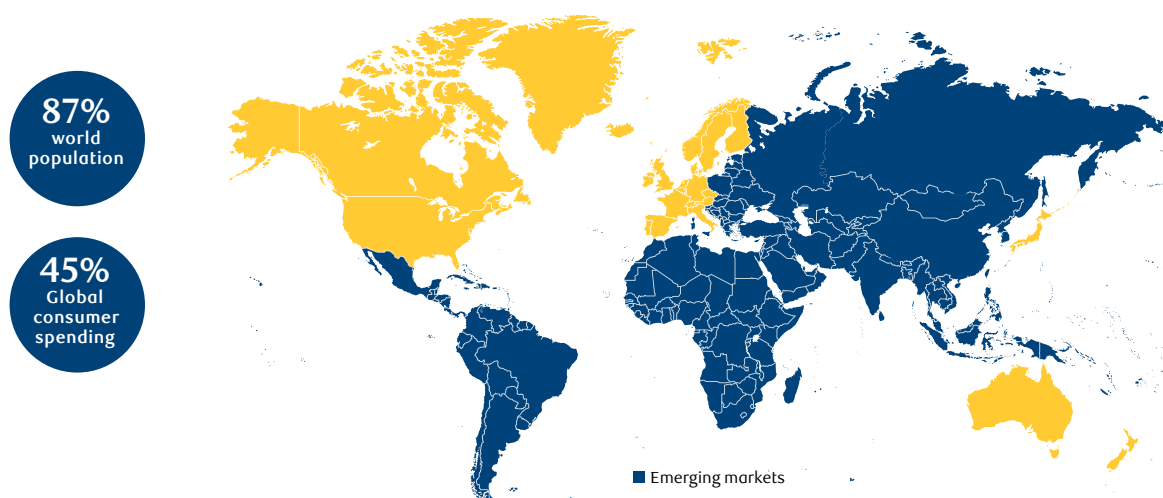 87%
world
population
45%
Global
consumer
spending
Emerging markets